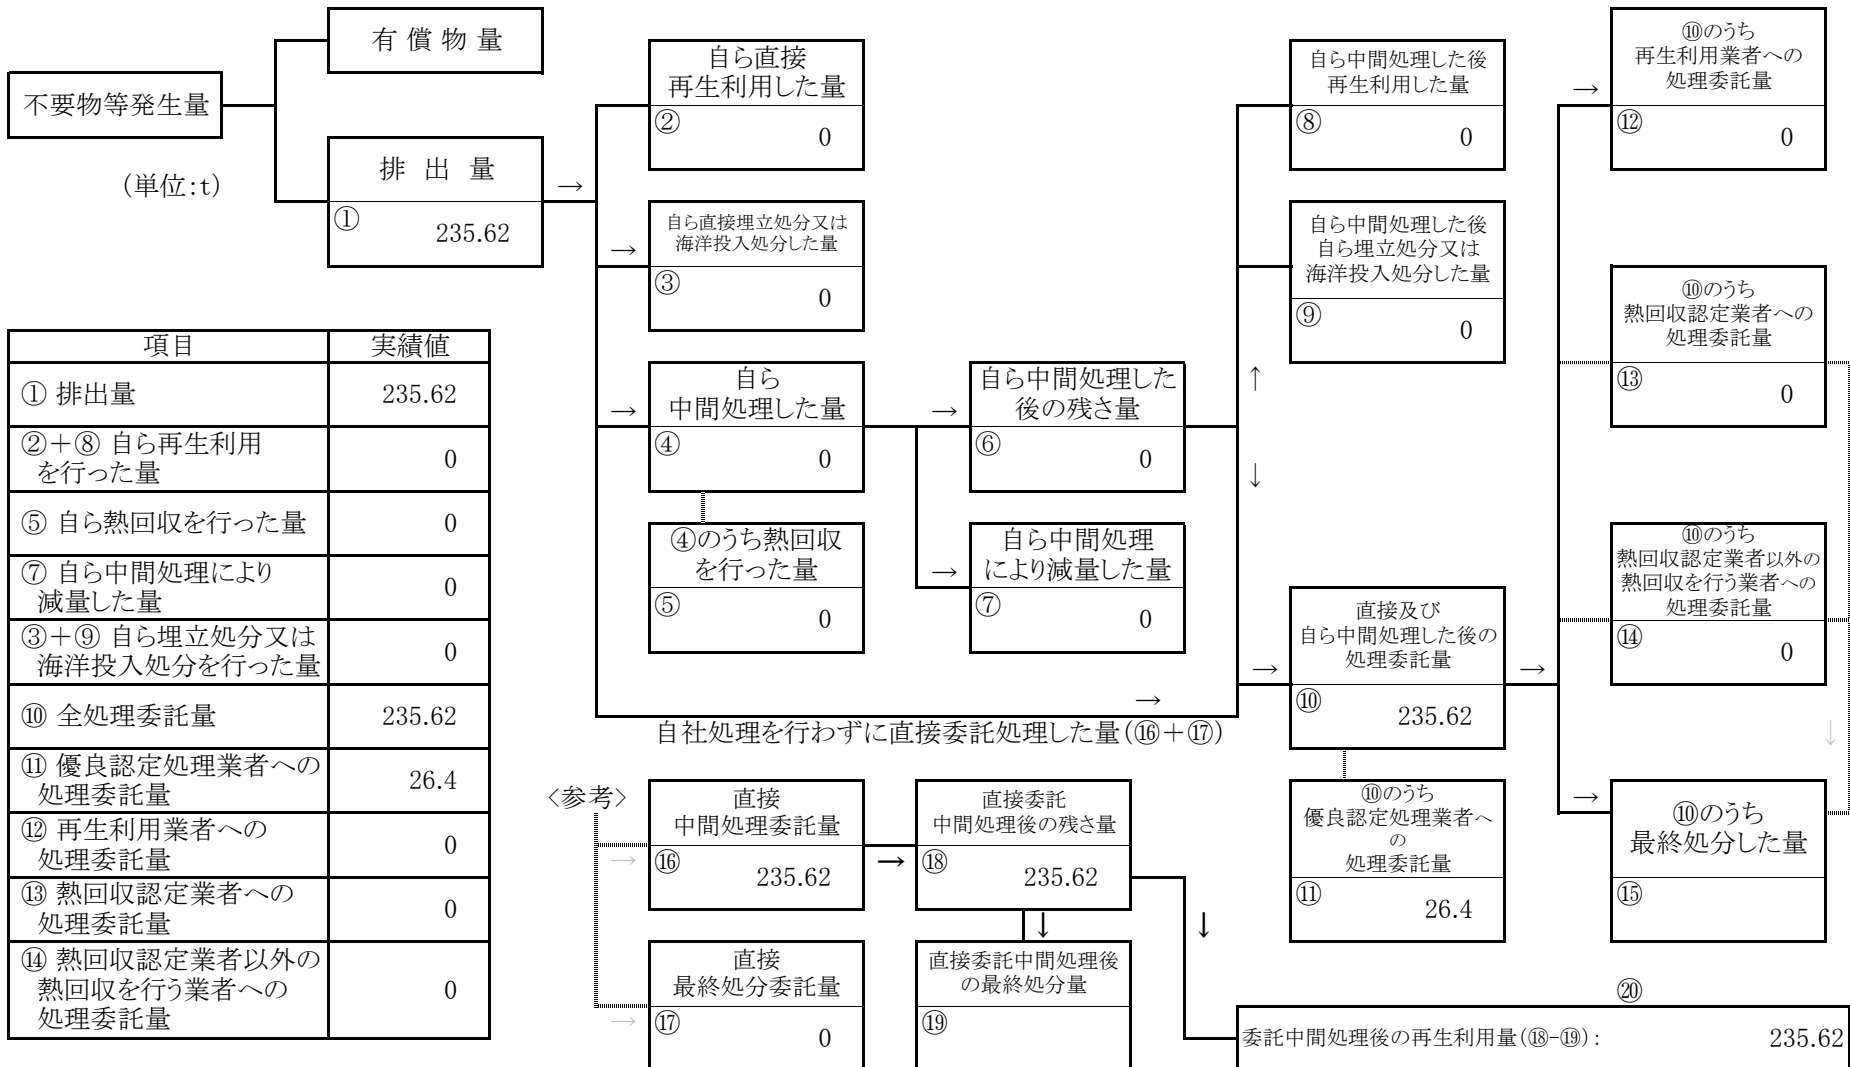 有 償 物 量
不要物等発生量
(単位:t)
排 出 量
→
①
235.62
自ら直接
再生利用した量
②
0
→
自ら直接埋立処分又は
海洋投入処分した量
③
0
→
自ら
中間処理した量
④
0
④のうち熱回収
を行った量
⑤
0
→
自ら中間処理した
後の残さ量
⑥
0
→
自ら中間処理
により減量した量
⑦
0
自ら中間処理した後
再生利用した量
⑧
0
自ら中間処理した後
自ら埋立処分又は
海洋投入処分した量
⑨
0
↑
↓
→
自社処理を行わずに直接委託処理した量(⑯+⑰)
→
直接及び
自ら中間処理した後の
処理委託量
⑩
235.62
→
⑩のうち
優良認定処理業者へ
の
処理委託量
⑪
26.4
→
⑩のうち
再生利用業者への
処理委託量
⑫
0
⑩のうち
熱回収認定業者への
処理委託量
⑬
0
⑩のうち
熱回収認定業者以外の
熱回収を行う業者への
処理委託量
⑭
0
↓
→
⑩のうち
最終処分した量
⑮
項目 実績値
① 排出量 235.62
②+⑧ 自ら再生利用
を行った量 0
⑤ 自ら熱回収を行った量 0
⑦ 自ら中間処理により
減量した量 0
③+⑨ 自ら埋立処分又は
海洋投入処分を行った量 0
⑩ 全処理委託量 235.62
⑪ 優良認定処理業者への
処理委託量 26.4
⑫ 再生利用業者への
処理委託量 0
⑬ 熱回収認定業者への
処理委託量 0
⑭ 熱回収認定業者以外の
熱回収を行う業者への
処理委託量 0
<参考>
→
直接
中間処理委託量
⑯
235.62
→
直接委託
中間処理後の残さ量
⑱
235.62
↓
↓
→
直接
最終処分委託量
⑰
0
直接委託中間処理後
の最終処分量
⑲
⑳
委託中間処理後の再生利用量(⑱-⑲): 235.62